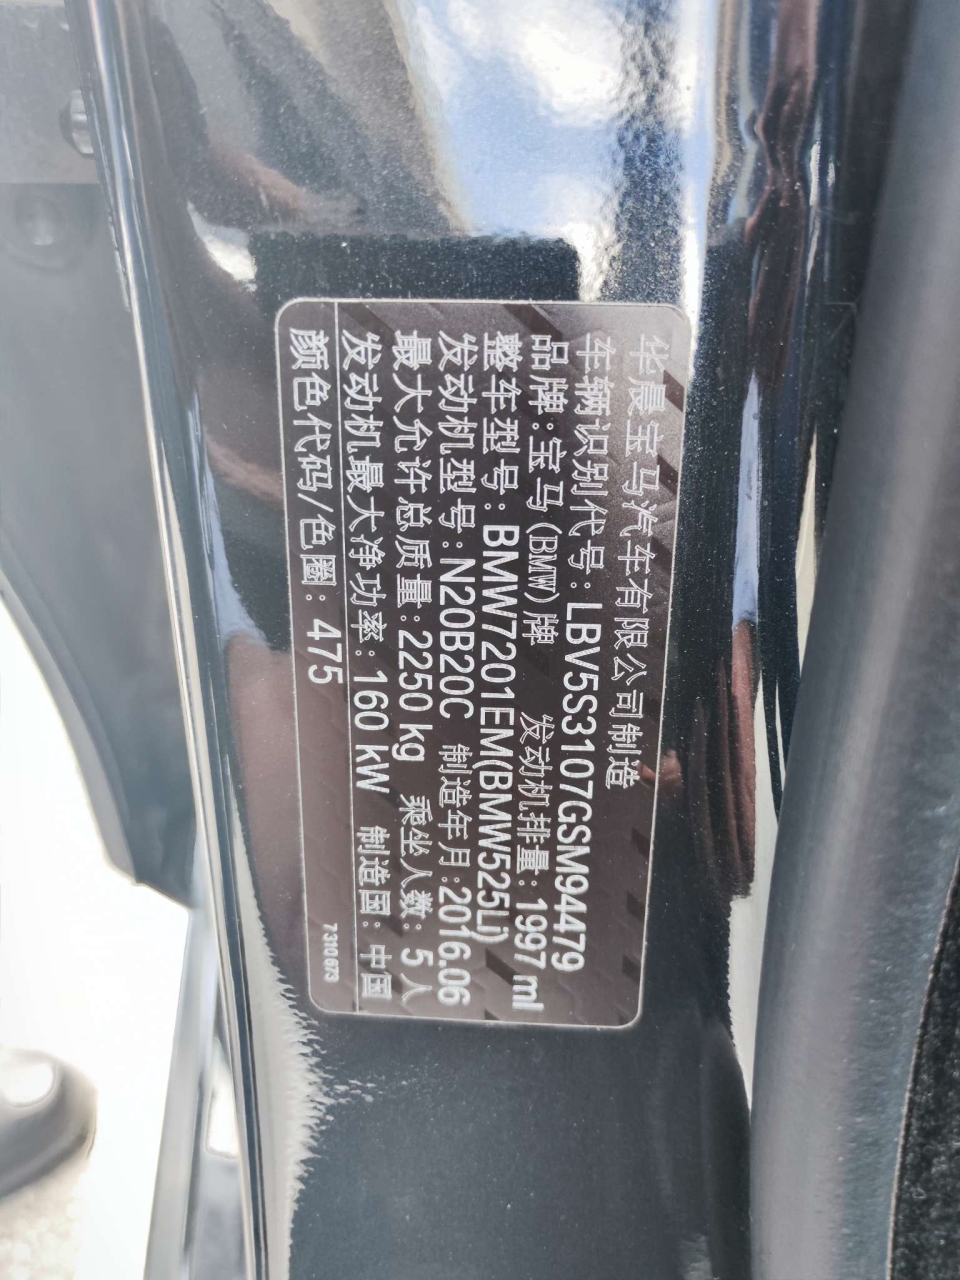 华晨宝马汽车有限公司制造
车辆识别代号：LBV5S3107GSM94479
品牌：宝马(BMW)牌 发动机排量：1997 ml
整车型号：BMW7201EM(BMW525Li)
发动机型号：N20B20C 制造年月：2016.06
最大允许总质量：2250 kg 乘坐人数：5 人
发动机最大净功率：160 kW 制造国：中国
颜色代码/色圈：475
7310673